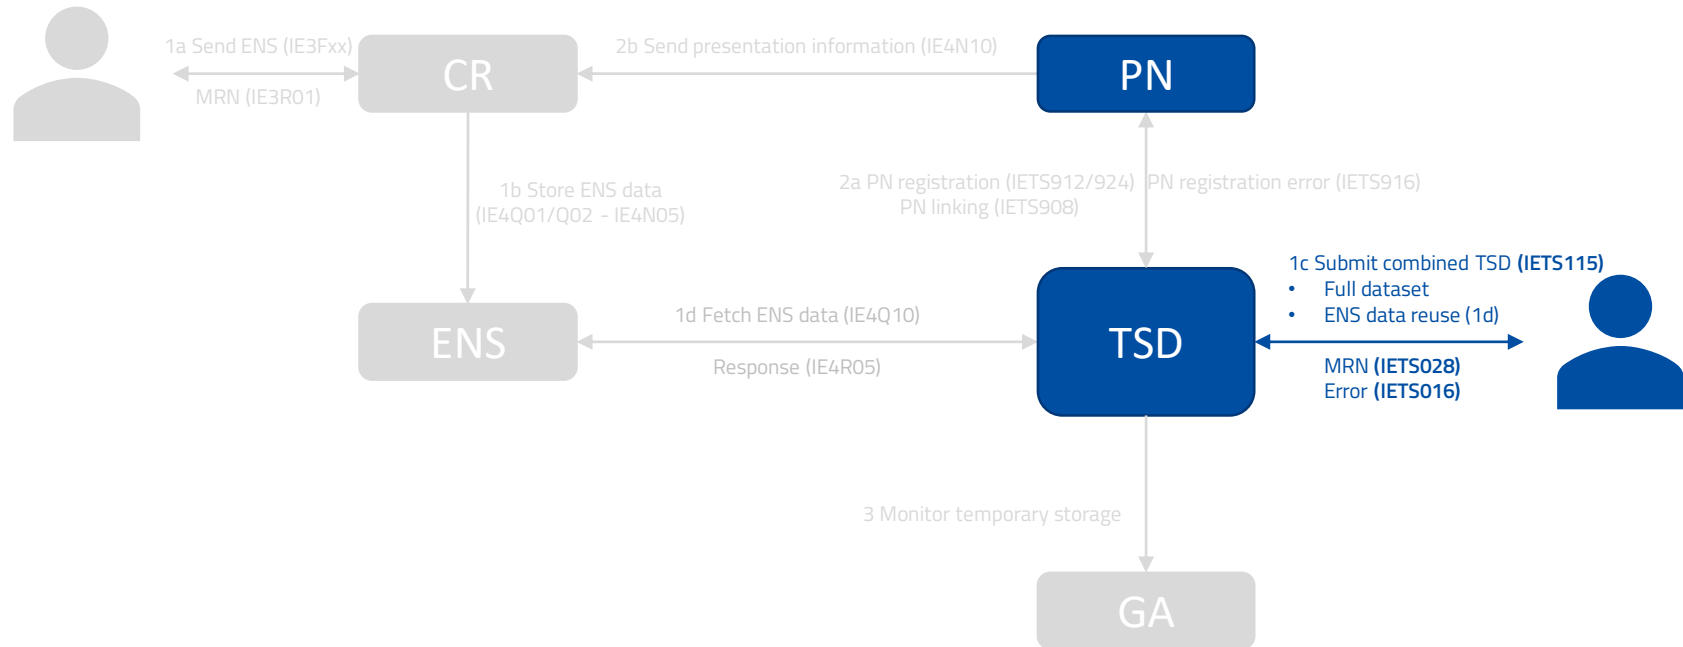 1a Send ENS (IE3Fxx)
MRN (IE3R01)
CR
2b Send presentation information (IE4N10)
PN
1b Store ENS data
(IE4Q01/Q02 - IE4N05)
2a PN registration (IETS912/924)
PN linking (IETS908)
PN registration error (IETS916)
ENS
1d Fetch ENS data (IE4Q10)
Response (IE4R05)
TSD
1c Submit combined TSD (IETS115)
• Full dataset
• ENS data reuse (1d)
MRN (IETS028)
Error (IETS016)
3 Monitor temporary storage
GA